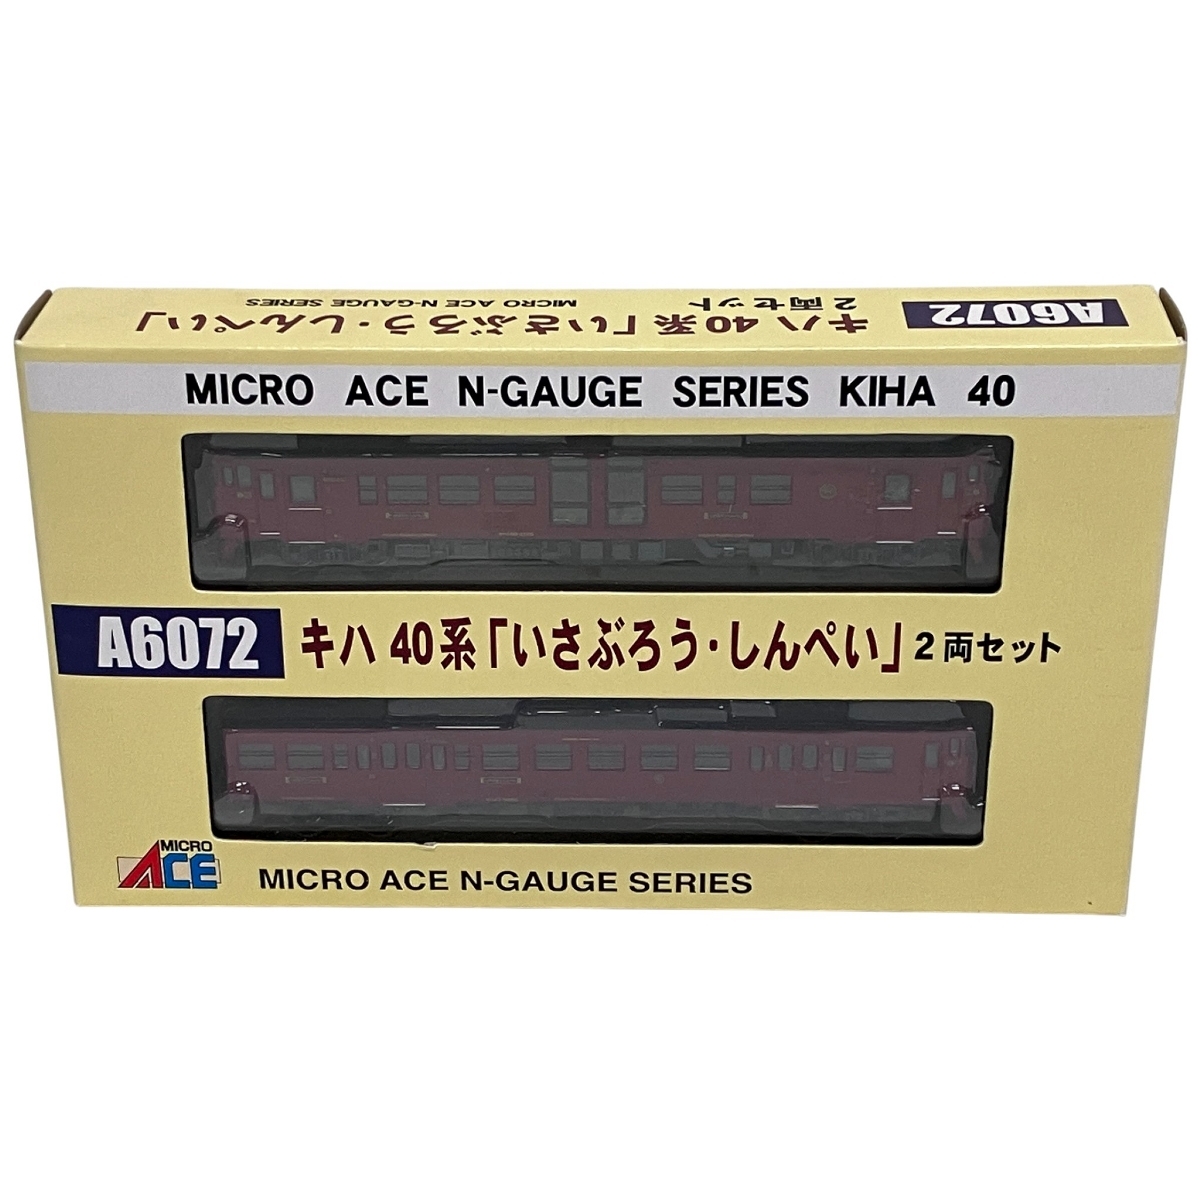 A6072
キハ 40系「いさぶろう・しんぺい」
2両セット
MICRO ACE N-GAUGE SERIES
MICRO ACE N-GAUGE SERIES KIHA 40
A6072 キハ 40系「いさぶろう・しんぺい」2両セット
MICRO
ACE
MICRO ACE N-GAUGE SERIES